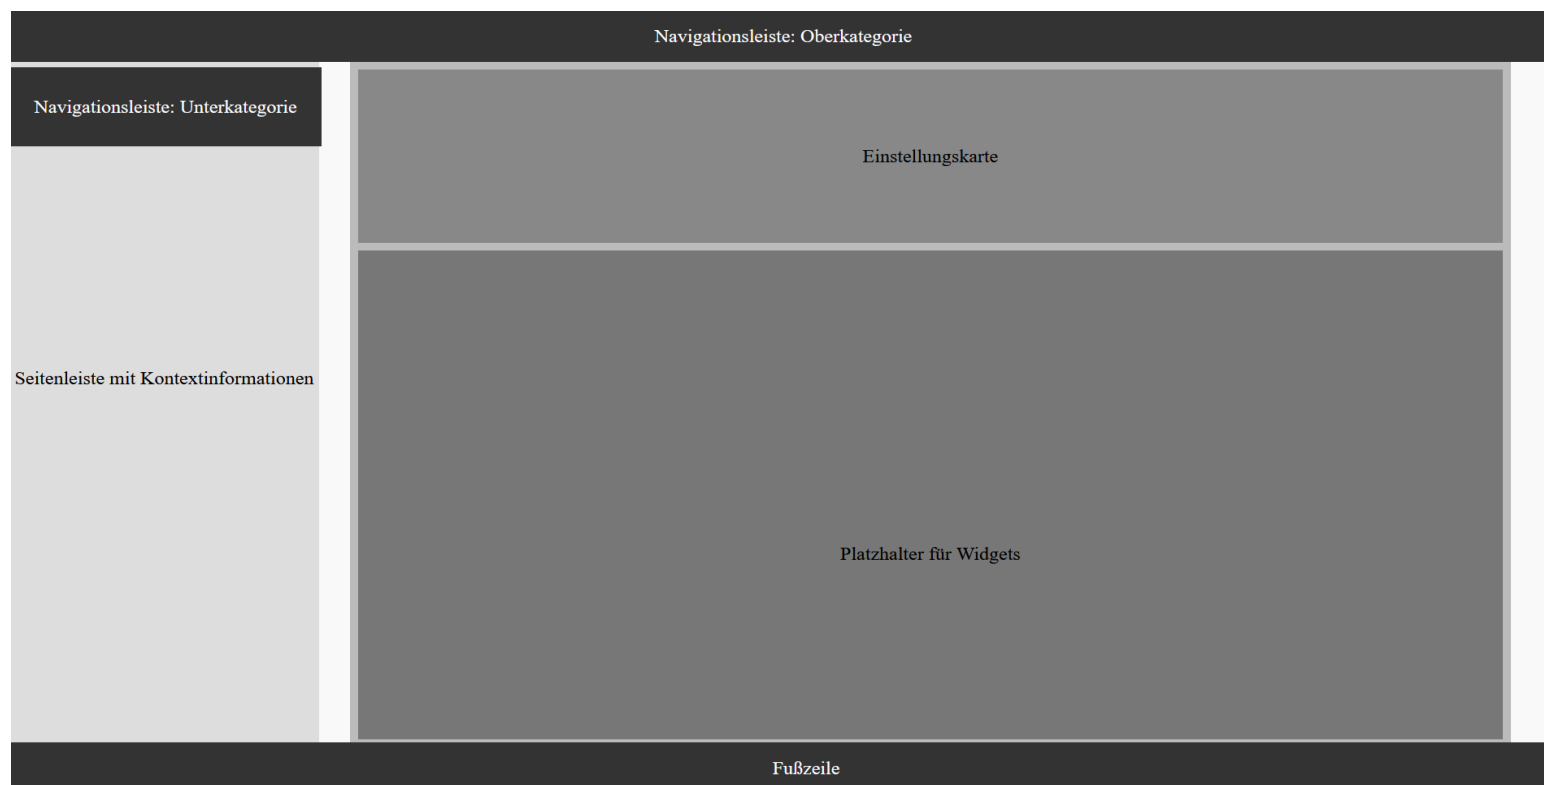 Navigationsleiste: Oberkategorie
Navigationsleiste: Unterkategorie
Einstellungskarte
Seitenleiste mit Kontextinformationen
Platzhalter für Widgets
Fußzeile